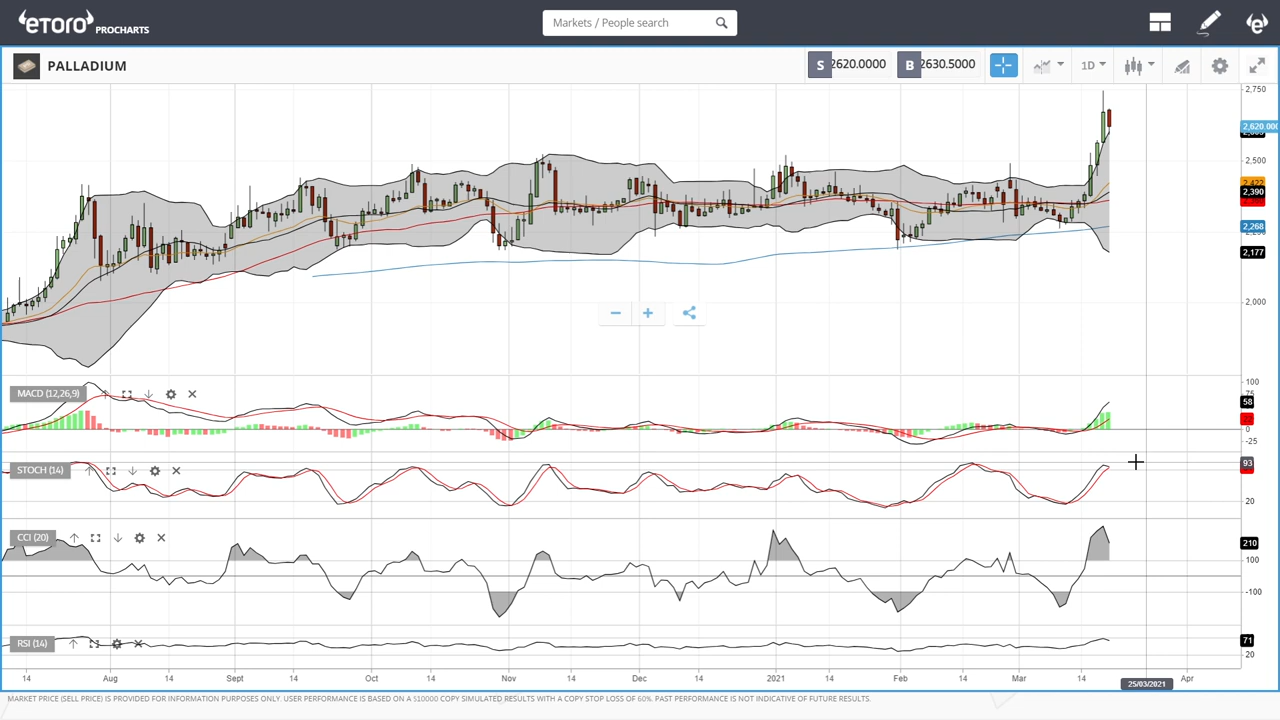 eToro PROCHARTS
Markets / People search
PALLADIUM
S 2620.0000
B 2630.5000
1D
2,750
2,620.000
2,500
2,422
2,390
2,268
2,177
2,000
MACD (12,26,9)
100
75
58
0
-25
STOCH (14)
93
20
CCI (20)
210
100
-100
RSI (14)
71
20
14 Aug 14 Sept 14 Oct 14 Nov 14 Dec 14 2021 14 Feb 14 Mar 14 Apr
25/03/2021
MARKET PRICE (SELL PRICE) IS PROVIDED FOR INFORMATION PURPOSES ONLY. USER PERFORMANCE IS BASED ON A $10000 COPY SIMULATED RESULTS WITH A COPY STOP LOSS OF 60%. PAST PERFORMANCE IS NOT INDICATIVE OF FUTURE RESULTS.